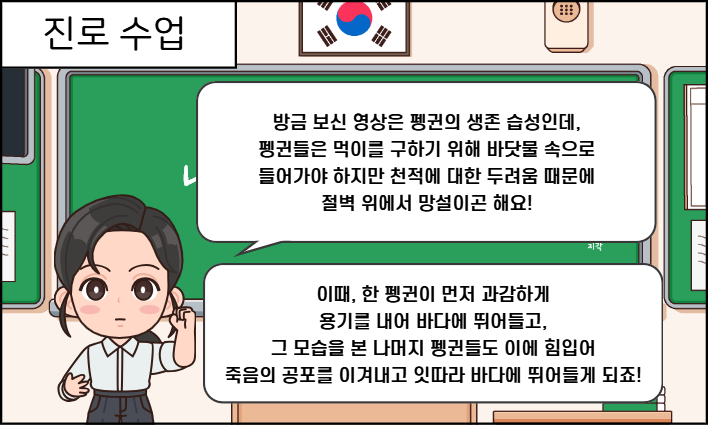 진로 수업
방금 보신 영상은 펭귄의 생존 습성인데,
펭귄들은 먹이를 구하기 위해 바닷물 속으로
들어가야 하지만 천적에 대한 두려움 때문에
절벽 위에서 망설이곤 해요!
지각
이때, 한 펭귄이 먼저 과감하게
용기를 내어 바다에 뛰어들고,
그 모습을 본 나머지 펭귄들도 이에 힘입어
죽음의 공포를 이겨내고 잇따라 바다에 뛰어들게 되죠!